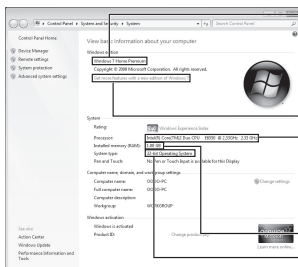 Control Panel ▸ System and Security ▸ System
Search Control Panel
Control Panel Home
Device Manager
Remote settings
System protection
Advanced system settings
View basic information about your computer
Windows edition
Windows 7 Home Premium
Copyright © 2009 Microsoft Corporation. All rights reserved.
Get more features with a new edition of Windows 7
System
Rating: Windows Experience Index
Processor: Intel(R) Core(TM)2 Duo CPU E6550 @ 2.33GHz 2.33 GHz
Installed memory (RAM): 1.00 GB
System type: 32-bit Operating System
Pen and Touch: No Pen or Touch Input is available for this Display
Computer name, domain, and workgroup settings
Computer name:
Change settings
Full computer name:
Computer description:
Workgroup: WORKGROUP
Windows activation
Windows is activated
Product ID: Change product key
Learn more online...
See also
Action Center
Windows Update
Performance Information and Tools